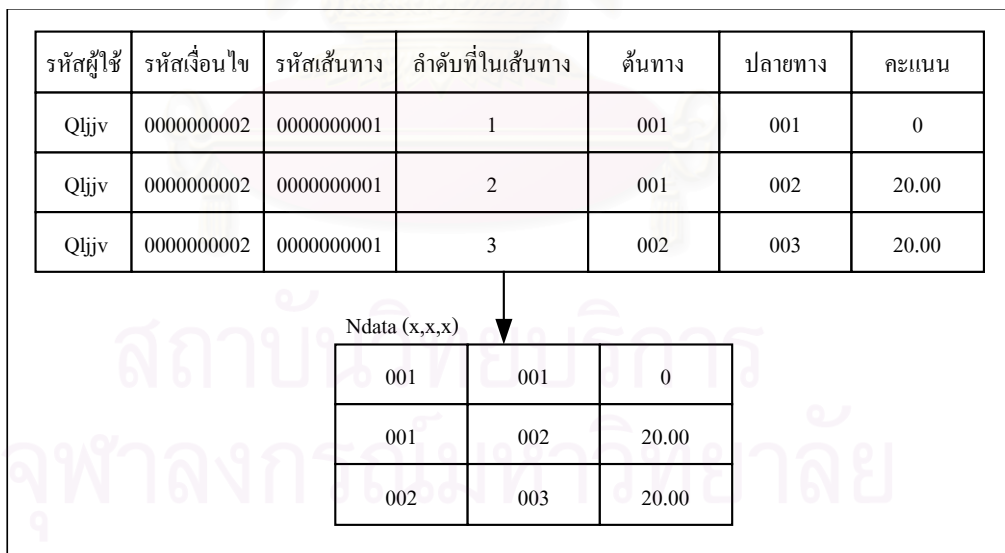 รหัสผู้ใช้ รหัสเงื่อนไข รหัสเส้นทาง ลำดับที่ในเส้นทาง ต้นทาง ปลายทาง คะแนน
Qljjv 0000000002 0000000001 1 001 001 0
Qljjv 0000000002 0000000001 2 001 002 20.00
Qljjv 0000000002 0000000001 3 002 003 20.00
Ndata (x,x,x)
001 001 0
001 002 20.00
002 003 20.00
สถาบันวิทยบริการ
จุฬาลงกรณ์มหาวิทยาลัย